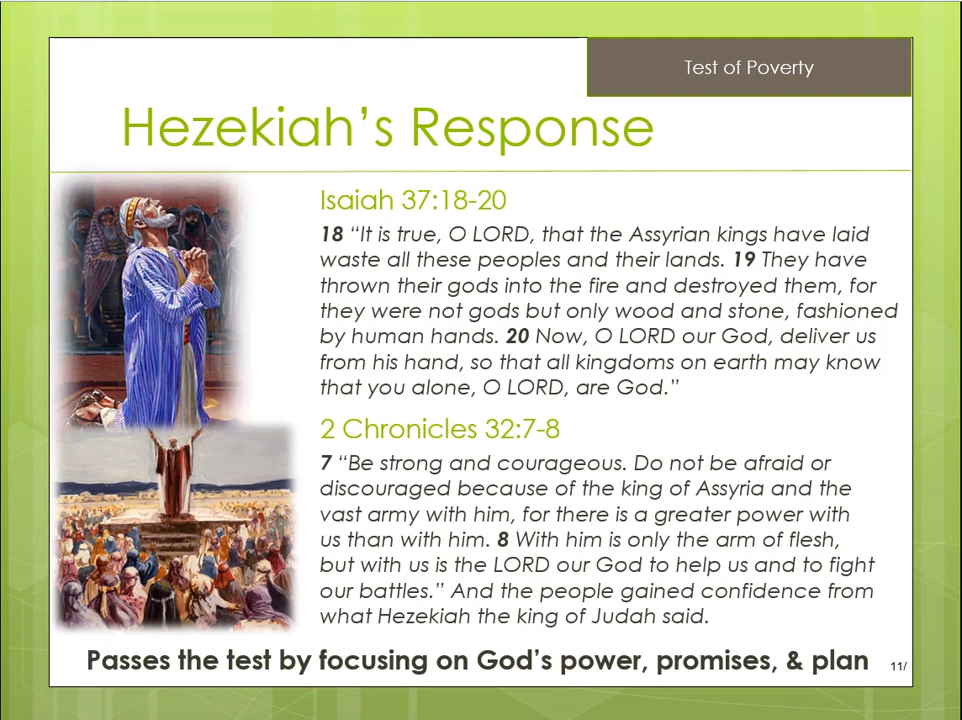 Test of Poverty
Hezekiah's Response
Isaiah 37:18-20
18 “It is true, O LORD, that the Assyrian kings have laid
waste all these peoples and their lands. 19 They have
thrown their gods into the fire and destroyed them, for
they were not gods but only wood and stone, fashioned
by human hands. 20 Now, O LORD our God, deliver us
from his hand, so that all kingdoms on earth may know
that you alone, O LORD, are God.”
2 Chronicles 32:7-8
7 “Be strong and courageous. Do not be afraid or
discouraged because of the king of Assyria and the
vast army with him, for there is a greater power with
us than with him. 8 With him is only the arm of flesh,
but with us is the LORD our God to help us and to fight
our battles.” And the people gained confidence from
what Hezekiah the king of Judah said.
Passes the test by focusing on God's power, promises, & plan
11/